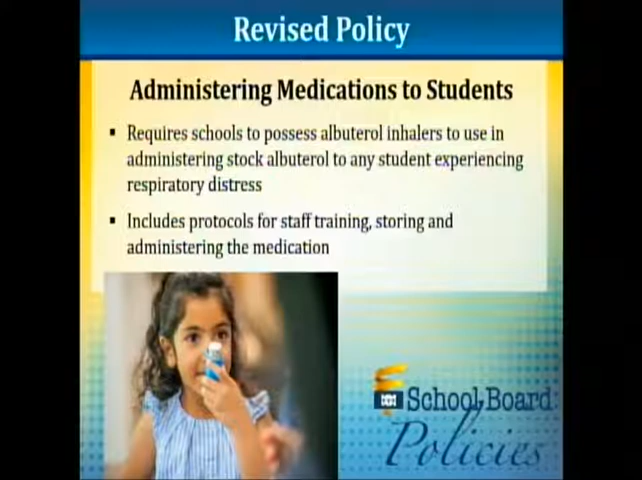 Revised Policy
Administering Medications to Students
▪ Requires schools to possess albuterol inhalers to use in
administering stock albuterol to any student experiencing
respiratory distress
▪ Includes protocols for staff training, storing and
administering the medication
School Board
Policies